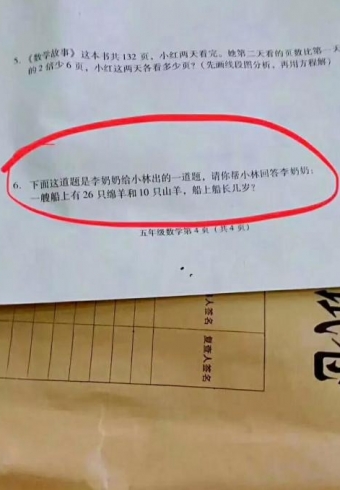 5. 《数学故事》这本书共 132 页，小红两天看完。她第二天看的页数比第一天
的 2 倍少 6 页，小红这两天各看多少页？（先画线段图分析，再用方程解）
6. 下面这道题是李奶奶给小林出的一道题，请你帮小林回答李奶奶：
一艘船上有 26 只绵羊和 10 只山羊，船上船长几岁？
五年级数学第 4 页（共 4 页）
人签名
复查人签名